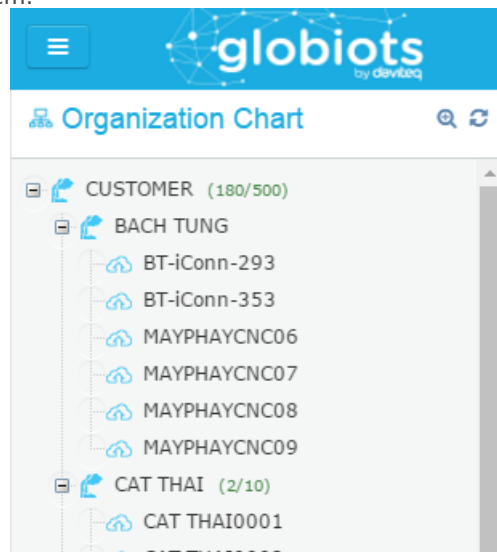 globiots
by daviteq
Organization Chart
CUSTOMER (180/500)
BACH TUNG
BT-iConn-293
BT-iConn-353
MAYPHAYCNC06
MAYPHAYCNC07
MAYPHAYCNC08
MAYPHAYCNC09
CAT THAI (2/10)
CAT THAI0001